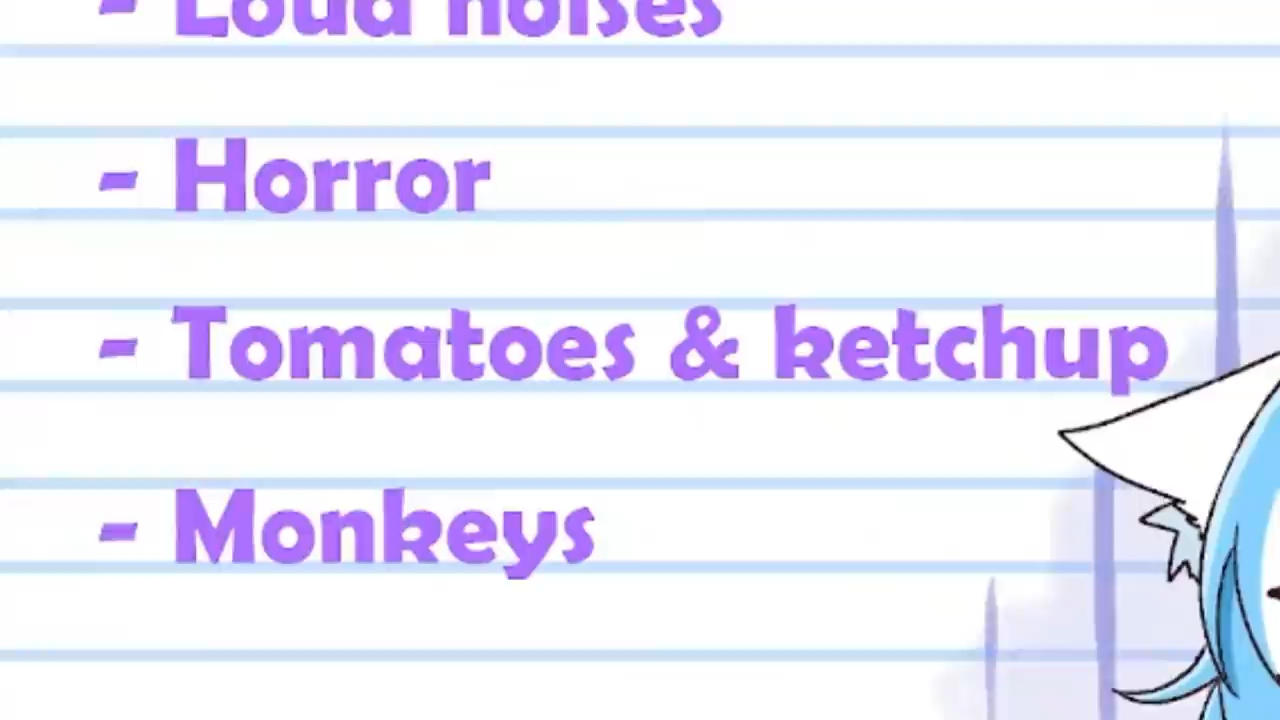 - Loud noises
- Horror
- Tomatoes & ketchup
- Monkeys